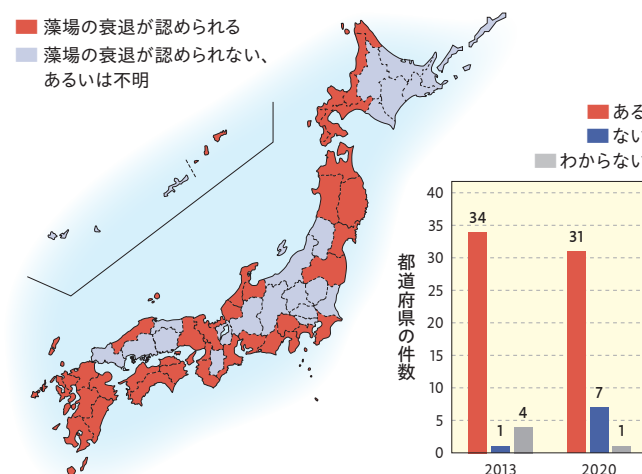 藻場の衰退が認められる
藻場の衰退が認められない、
あるいは不明
ある
ない
わからない
都道府県の件数
40
35
30
25
20
15
10
5
0
34
1
4
31
7
1
2013
2020